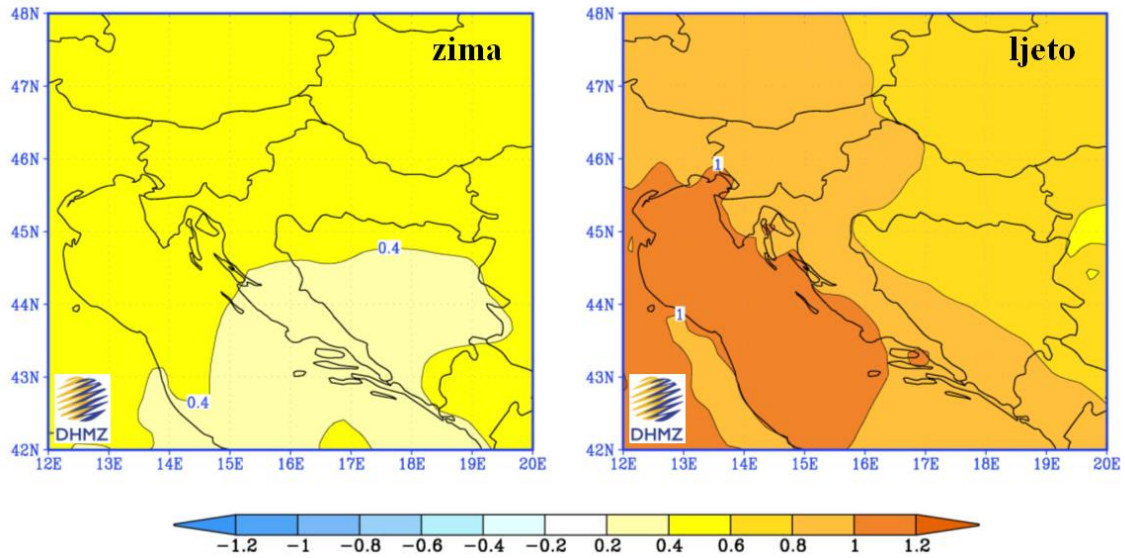 48N 48N
zima ljeto
47N 47N
46N 46N
1
45N 45N
0.4
44N 44N
1
43N 43N
0.4
DHMZ DHMZ
42N 42N
12E 13E 14E 15E 16E 17E 18E 19E 20E 12E 13E 14E 15E 16E 17E 18E 19E 20E
-1.2 -1 -0.8 -0.6 -0.4 -0.2 0.2 0.4 0.6 0.8 1 1.2